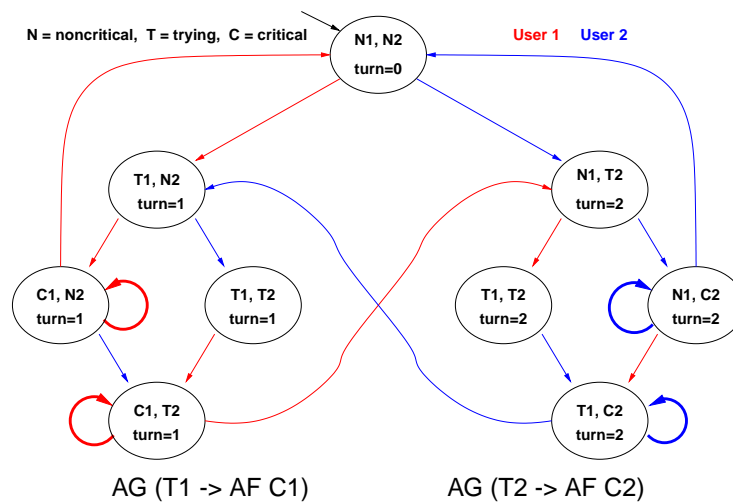 N = noncritical, T = trying, C = critical
User 1 User 2
N1, N2
turn=0
T1, N2
turn=1
N1, T2
turn=2
C1, N2
turn=1
T1, T2
turn=1
T1, T2
turn=2
N1, C2
turn=2
C1, T2
turn=1
T1, C2
turn=2
AG (T1 -> AF C1)
AG (T2 -> AF C2)